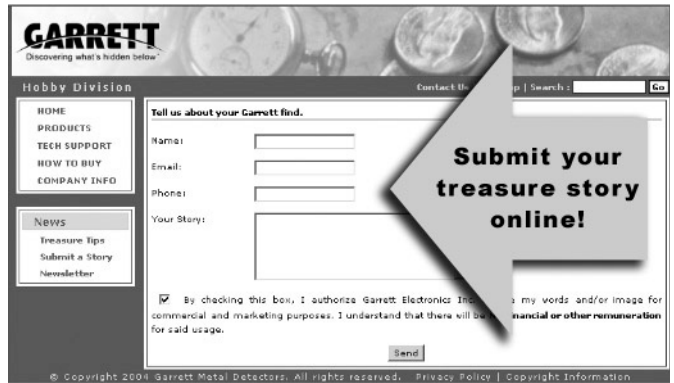 GARRETT
Discovering what's hidden below
Hobby Division
Contact Us
p | Search :
Go
HOME
PRODUCTS
TECH SUPPORT
HOW TO BUY
COMPANY INFO
News
Treasure Tips
Submit a Story
Newsletter
Tell us about your Garrett find.
Name:
Email:
Phone:
Your Story:
Submit your
treasure story
online!
By checking this box, I authorize Garrett Electronics my words and/or image for
commercial and marketing purposes. I understand that there will be or other remuneration
for said usage.
Send
© Copyright 2004 Garrett Metal Detectors. All rights reserved. Privacy Policy | Copyright Information